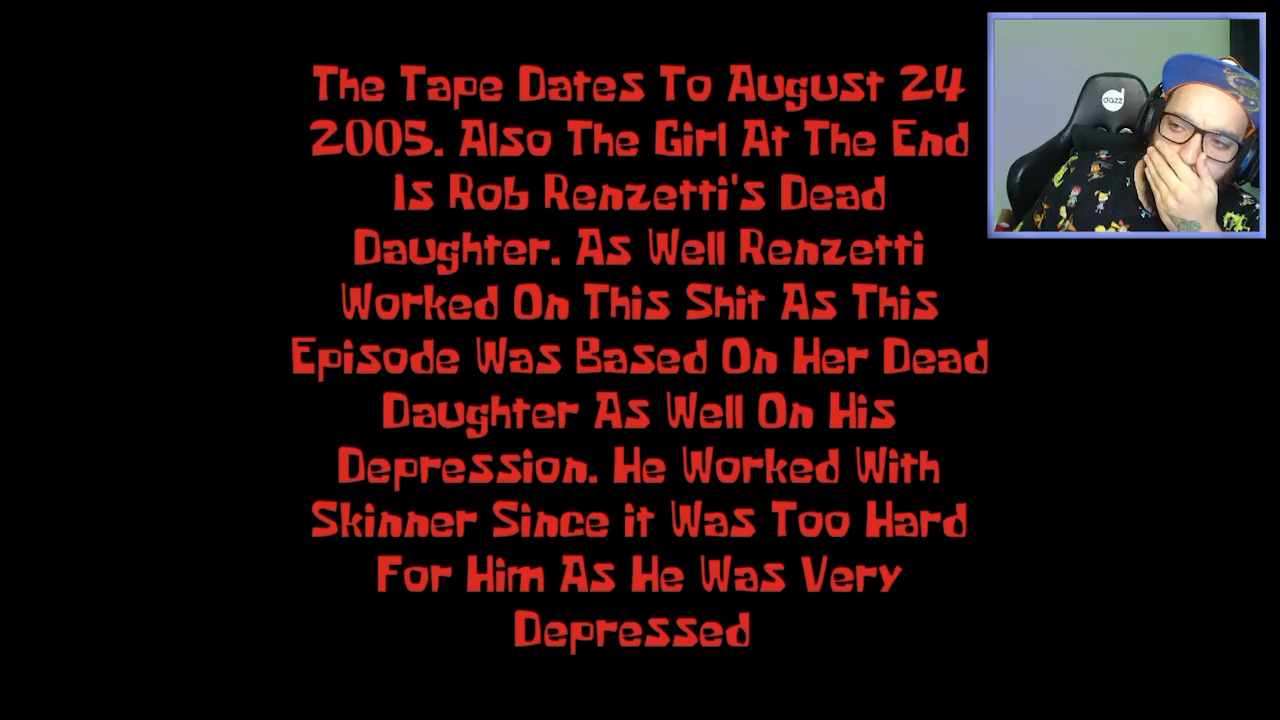 The Tape Dates To August 24
2005. Also The Girl At The End
Is Rob Renzetti's Dead
Daughter. As Well Renzetti
Worked On This Shit As This
Episode Was Based On Her Dead
Daughter As Well On His
Depression. He Worked With
Skinner Since it Was Too Hard
For Him As He Was Very
Depressed
dazz